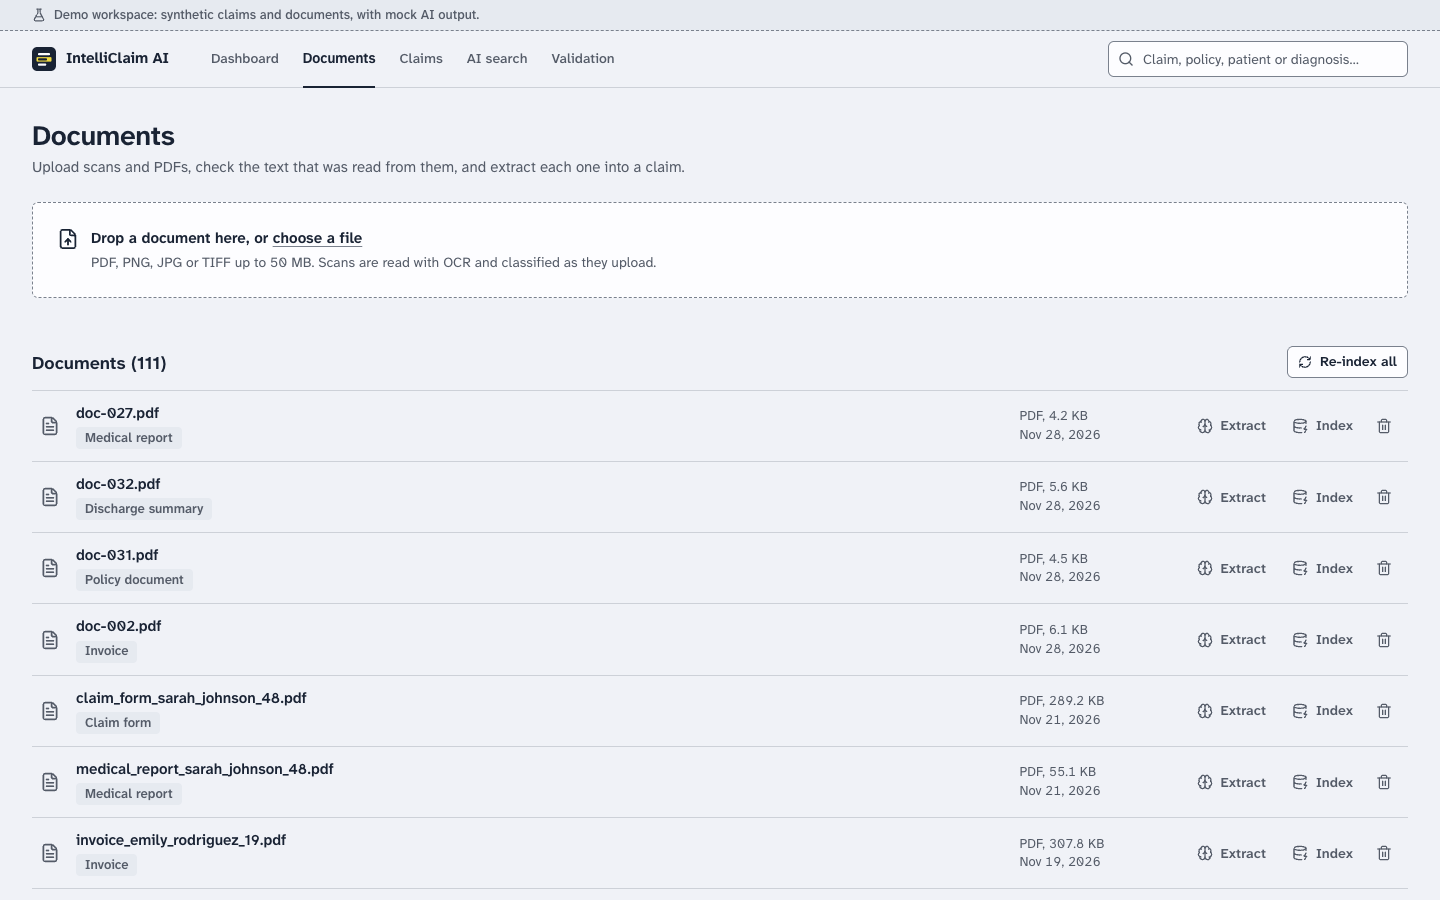 Demo workspace: synthetic claims and documents, with mock AI output.
IntelliClaim AI
Dashboard
Documents
Claims
AI search
Validation
Claim, policy, patient or diagnosis...
Documents
Upload scans and PDFs, check the text that was read from them, and extract each one into a claim.
Drop a document here, or choose a file
PDF, PNG, JPG or TIFF up to 50 MB. Scans are read with OCR and classified as they upload.
Documents (111)
Re-index all
doc-027.pdf
Medical report
PDF, 4.2 KB
Nov 28, 2026
Extract
Index
doc-032.pdf
Discharge summary
PDF, 5.6 KB
Nov 28, 2026
Extract
Index
doc-031.pdf
Policy document
PDF, 4.5 KB
Nov 28, 2026
Extract
Index
doc-002.pdf
Invoice
PDF, 6.1 KB
Nov 28, 2026
Extract
Index
claim_form_sarah_johnson_48.pdf
Claim form
PDF, 289.2 KB
Nov 21, 2026
Extract
Index
medical_report_sarah_johnson_48.pdf
Medical report
PDF, 55.1 KB
Nov 21, 2026
Extract
Index
invoice_emily_rodriguez_19.pdf
Invoice
PDF, 307.8 KB
Nov 19, 2026
Extract
Index